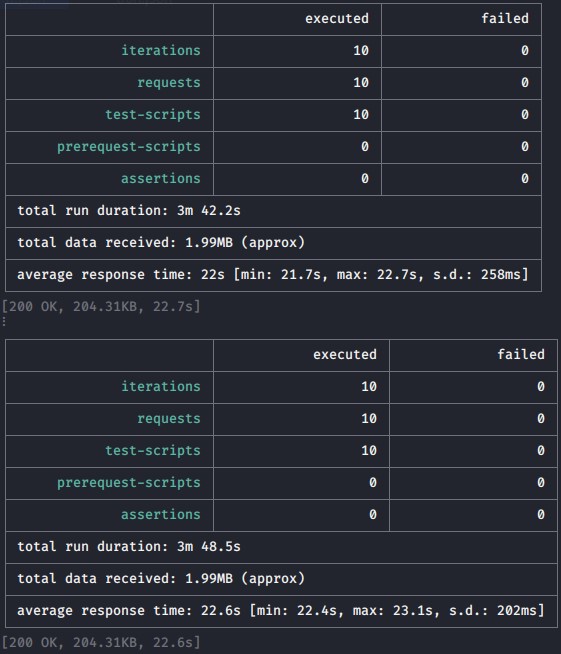 executed failed
iterations 10 0
requests 10 0
test-scripts 10 0
prerequest-scripts 0 0
assertions 0 0
total run duration: 3m 42.2s
total data received: 1.99MB (approx)
average response time: 22s [min: 21.7s, max: 22.7s, s.d.: 258ms]
[200 OK, 204.31KB, 22.7s]
⋮
executed failed
iterations 10 0
requests 10 0
test-scripts 10 0
prerequest-scripts 0 0
assertions 0 0
total run duration: 3m 48.5s
total data received: 1.99MB (approx)
average response time: 22.6s [min: 22.4s, max: 23.1s, s.d.: 202ms]
[200 OK, 204.31KB, 22.6s]